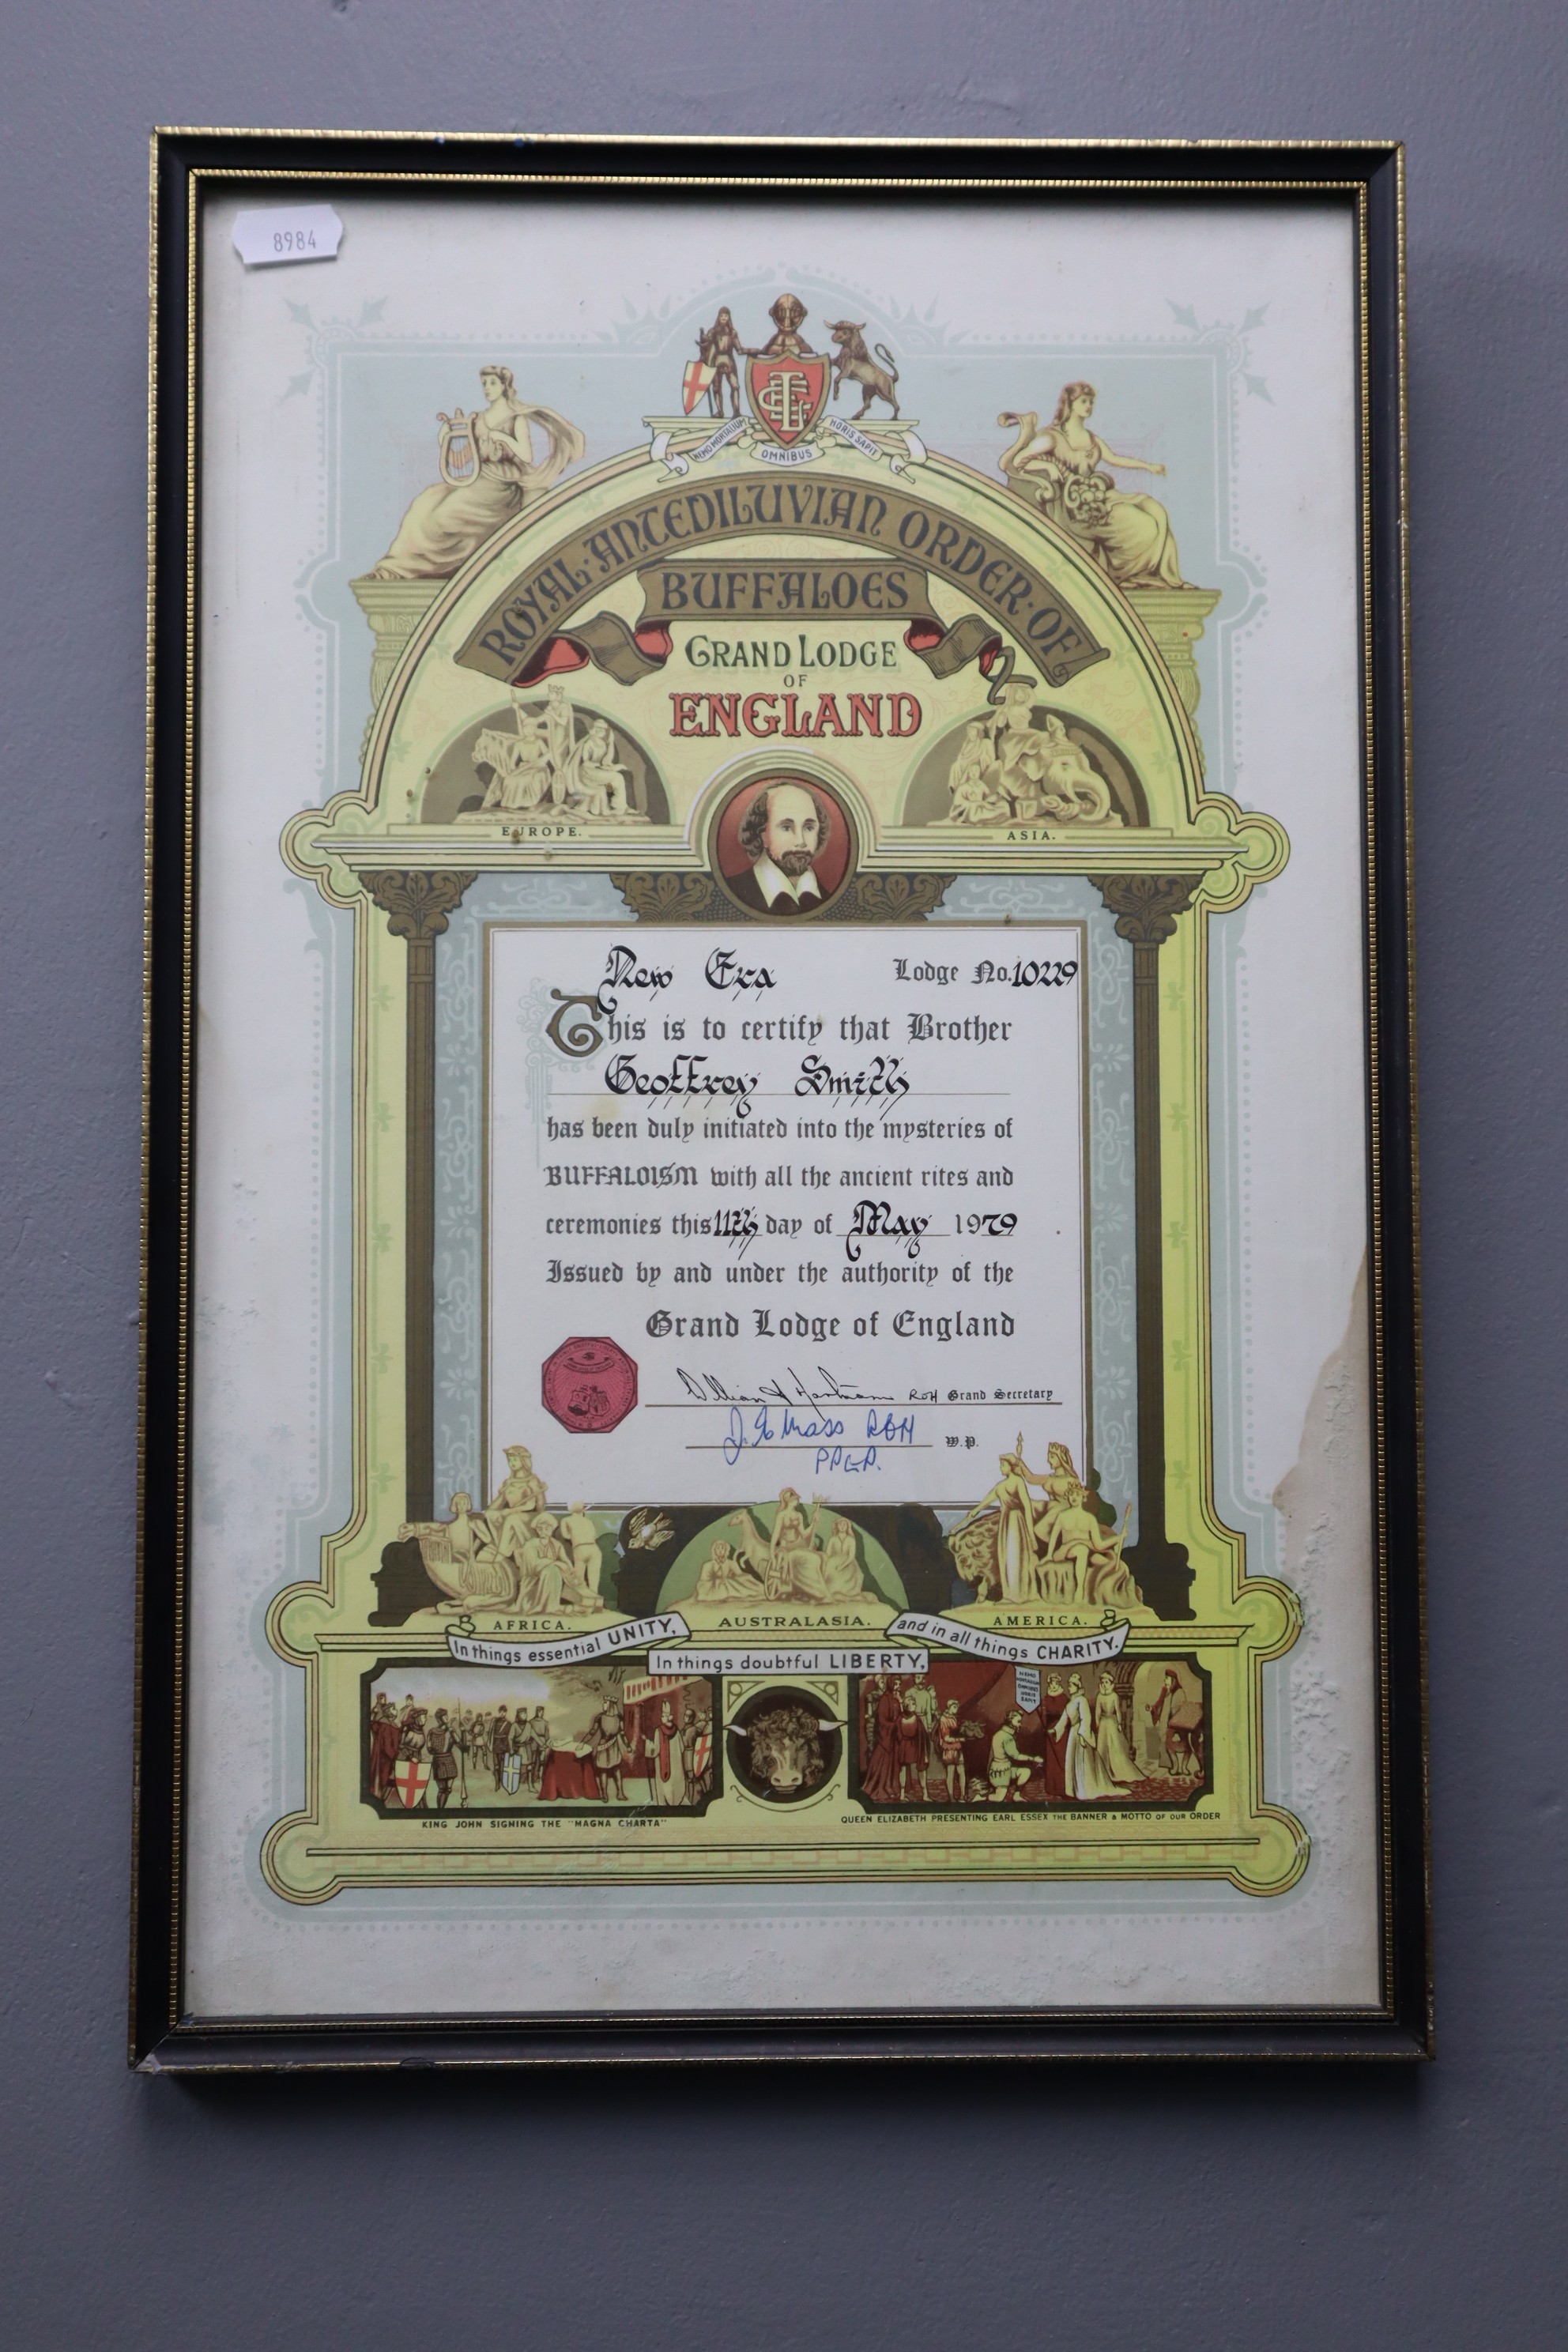 8984
NEMO MORTALIUM
OMNIBUS
HORIS SAPIT
ROYAL·ANTEDILUVIAN ORDER·OF
BUFFALOES
GRAND LODGE
OF
ENGLAND
EUROPE.
ASIA.
New Era Lodge No. 10229
This is to certify that Brother
Geoffrey Smith
has been duly initiated into the mysteries of
BUFFALOISM with all the ancient rites and
ceremonies this 11th day of May 1979
Issued by and under the authority of the
Grand Lodge of England
ROH Grand Secretary
ROH W.P.
AFRICA.
AUSTRALASIA.
AMERICA.
In things essential UNITY,
In things doubtful LIBERTY,
and in all things CHARITY.
NEMO
MORTALIUM
OMNIBUS
HORIS
SAPIT
KING JOHN SIGNING THE "MAGNA CHARTA"
QUEEN ELIZABETH PRESENTING EARL ESSEX THE BANNER & MOTTO OF OUR ORDER